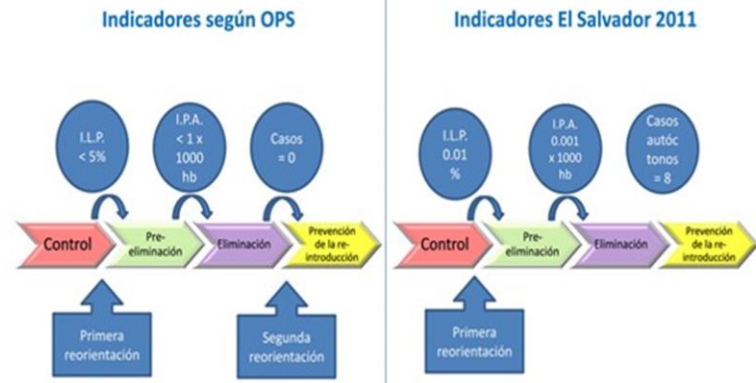 Indicadores según OPS
I.L.P.
< 5%
I.P.A.
< 1 x
1000
hb
Casos
= 0
Control
Pre-
eliminación
Eliminación
Prevención
de la re-
introducción
Primera
reorientación
Segunda
reorientación
Indicadores El Salvador 2011
I.L.P.
0.01
%
I.P.A.
0.001
x 1000
hb
Casos
autóc
tonos
= 8
Control
Pre-
eliminación
Eliminación
Prevención
de la re-
introducción
Primera
reorientación